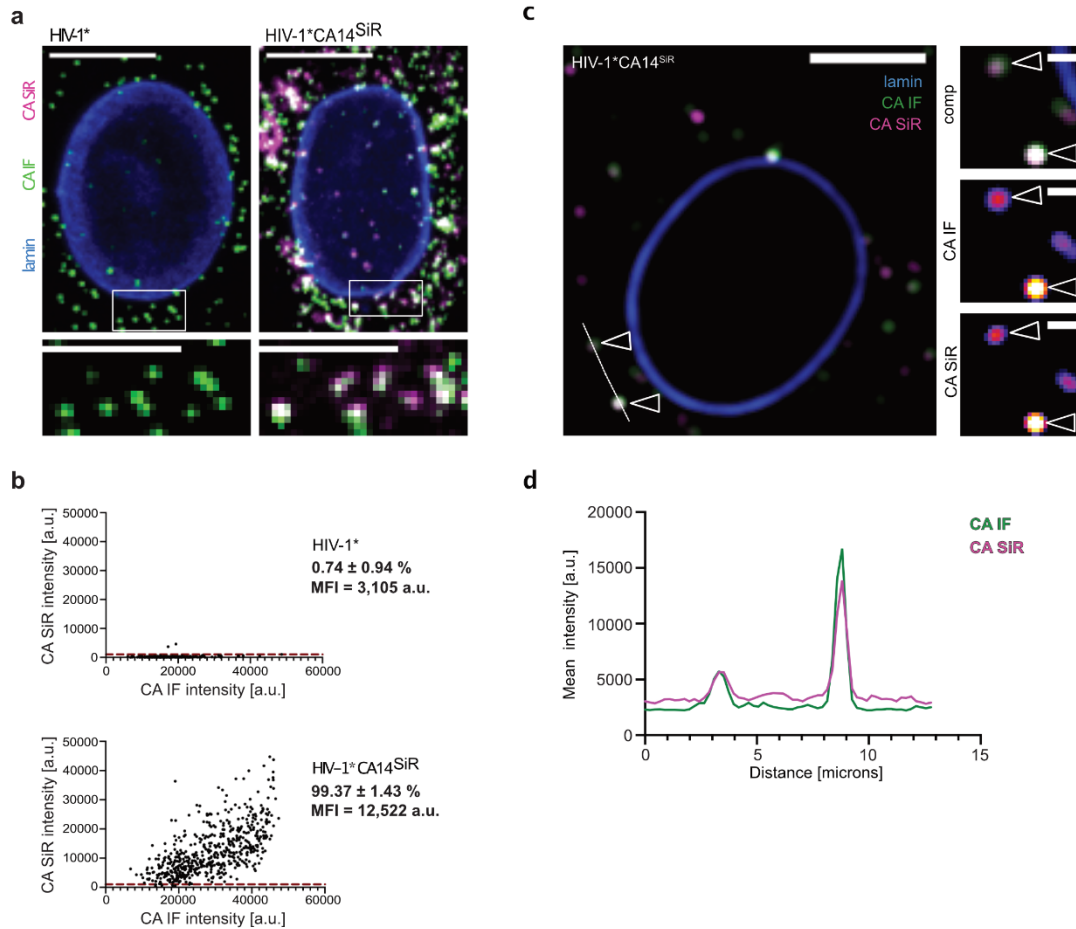 a
HIV-1*
HIV-1*CA14SiR
lamin CA IF CA SiR
b
CA SiR intensity [a.u.]
50000
40000
30000
20000
10000
0
0 20000 40000 60000
CA IF intensity [a.u.]
HIV-1*
0.74 ± 0.94 %
MFI = 3,105 a.u.
CA SiR intensity [a.u.]
50000
40000
30000
20000
10000
0
0 20000 40000 60000
CA IF intensity [a.u.]
HIV-1*CA14SiR
99.37 ± 1.43 %
MFI = 12,522 a.u.
c
HIV-1*CA14SiR
lamin
CA IF
CA SiR
comp
CA IF
CA SiR
d
Mean intensity [a.u.]
20000
15000
10000
5000
0
0 5 10 15
Distance [microns]
CA IF
CA SiR